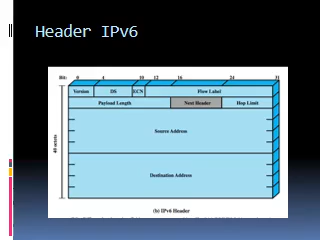 Header IPv6
Bit: 0 4 10 12 16 24 31
Version DS ECN Flow Label
Payload Length Next Header Hop Limit
40 octets
Source Address
Destination Address
(b) IPv6 Header